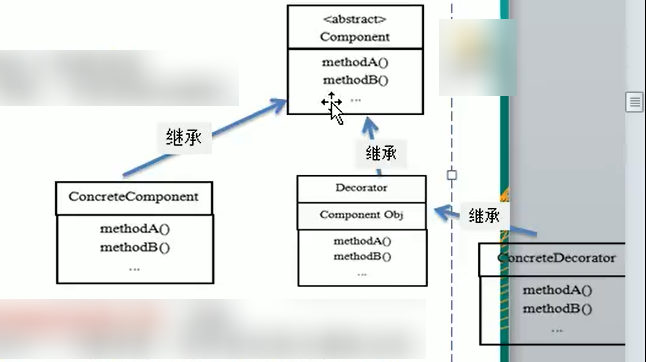 <abstract>
Component
methodA()
methodB()
...
继承
继承
继承
ConcreteComponent
methodA()
methodB()
...
Decorator
Component Obj
methodA()
methodB()
...
ConcreteDecorator
methodA()
methodB()
...